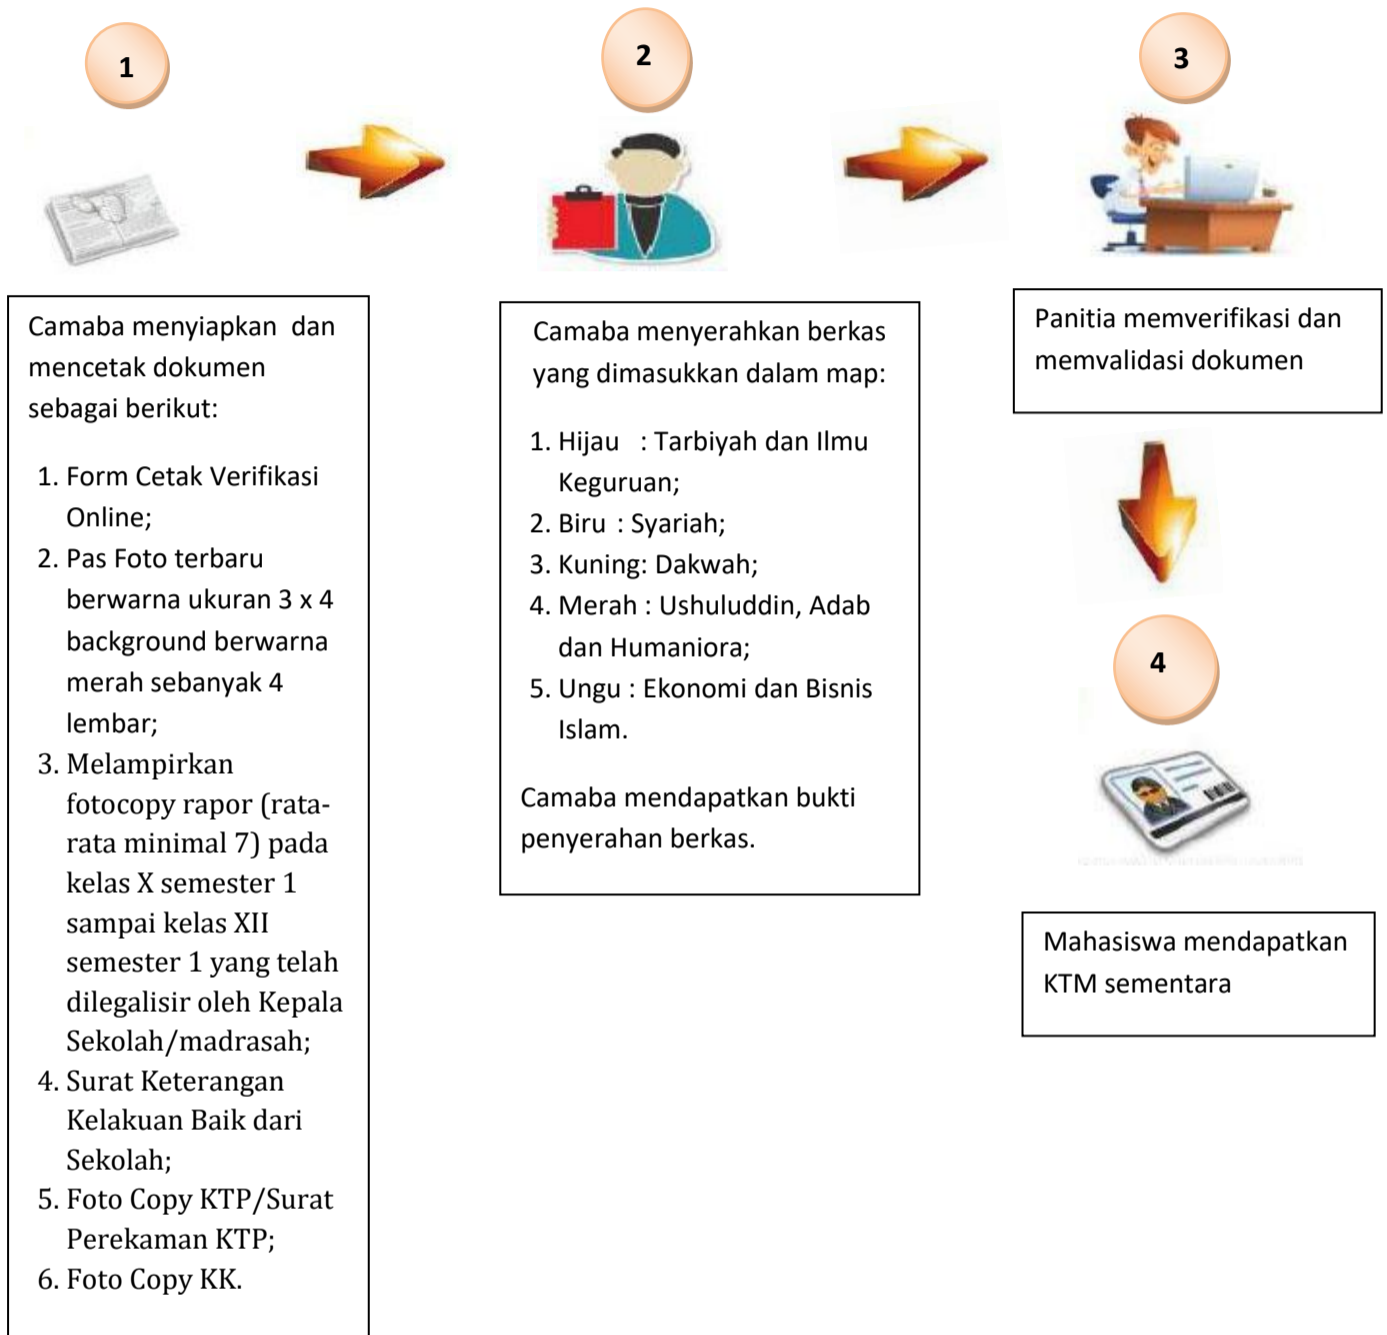 1
2
3
Camaba menyiapkan dan
mencetak dokumen
sebagai berikut:
1. Form Cetak Verifikasi
Online;
2. Pas Foto terbaru
berwarna ukuran 3 x 4
background berwarna
merah sebanyak 4
lembar;
3. Melampirkan
fotocopy rapor (rata-
rata minimal 7) pada
kelas X semester 1
sampai kelas XII
semester 1 yang telah
dilegalisir oleh Kepala
Sekolah/madrasah;
4. Surat Keterangan
Kelakuan Baik dari
Sekolah;
5. Foto Copy KTP/Surat
Perekaman KTP;
6. Foto Copy KK.
Camaba menyerahkan berkas
yang dimasukkan dalam map:
1. Hijau : Tarbiyah dan Ilmu
Keguruan;
2. Biru : Syariah;
3. Kuning: Dakwah;
4. Merah : Ushuluddin, Adab
dan Humaniora;
5. Ungu : Ekonomi dan Bisnis
Islam.
Camaba mendapatkan bukti
penyerahan berkas.
Panitia memverifikasi dan
memvalidasi dokumen
4
Mahasiswa mendapatkan
KTM sementara